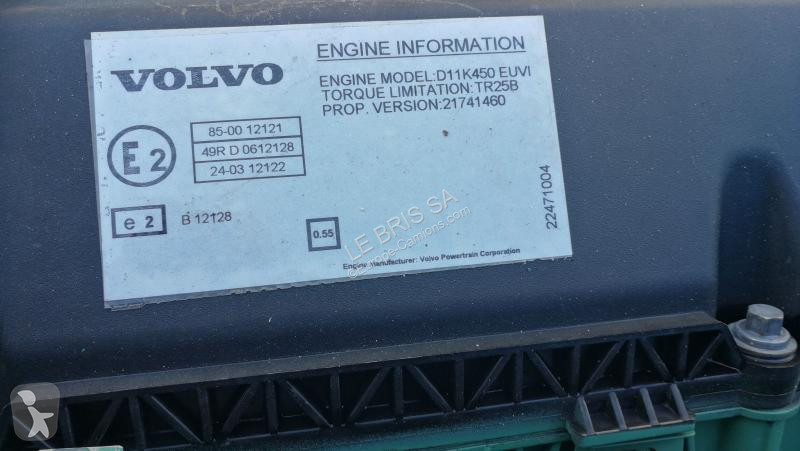 VOLVO
ENGINE INFORMATION
ENGINE MODEL:D11K450 EUVI
TORQUE LIMITATION:TR25B
PROP. VERSION:21741460
E2
85-00 12121
49R D 0612128
24-03 12122
e 2
B 12128
0.55
22471004
Engine manufacturer: Volvo Powertrain Corporation
LE BRIS SA